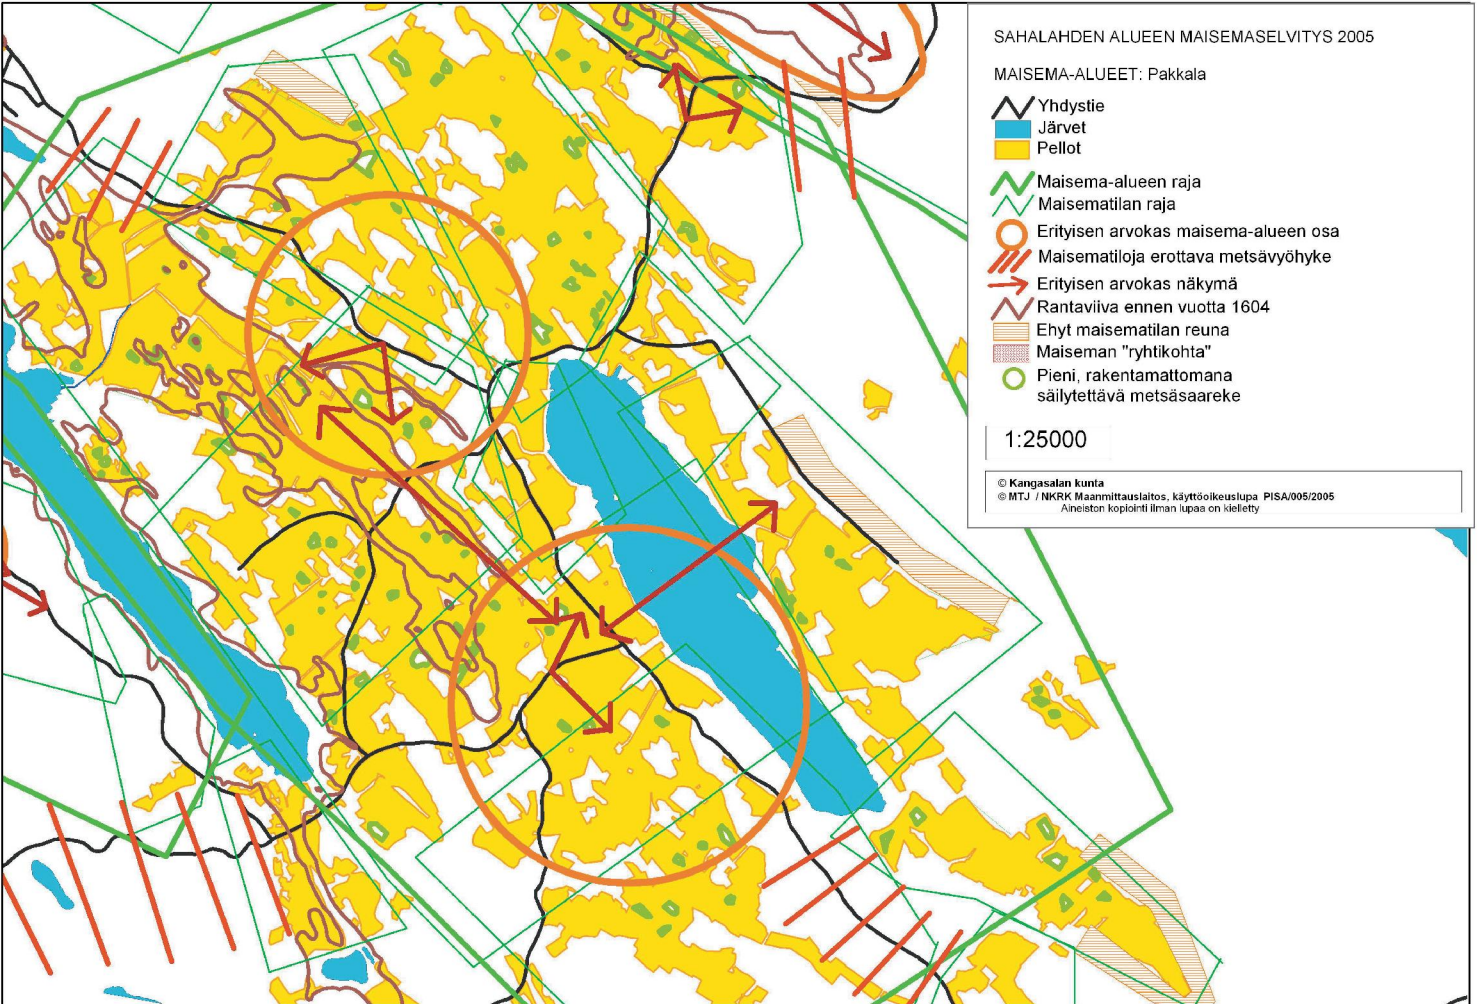 SAHALAHDEN ALUEEN MAISEMASELVITYS 2005
MAISEMA-ALUEET: Pakkala
Yhdystie
Järvet
Pellot
Maisema-alueen raja
Maisematilan raja
Erityisen arvokas maisema-alueen osa
Maisematiloja erottava metsävyöhyke
Erityisen arvokas näkymä
Rantaviiva ennen vuotta 1604
Ehyt maisematilan reuna
Maiseman "ryhtikohta"
Pieni, rakentamattomana
säilytettävä metsäsaareke
1:25000
© Kangasalan kunta
© MTJ / NKRK Maanmittauslaitos, käyttöoikeuslupa PISA/005/2005
Aineiston kopiointi ilman lupaa on kielletty